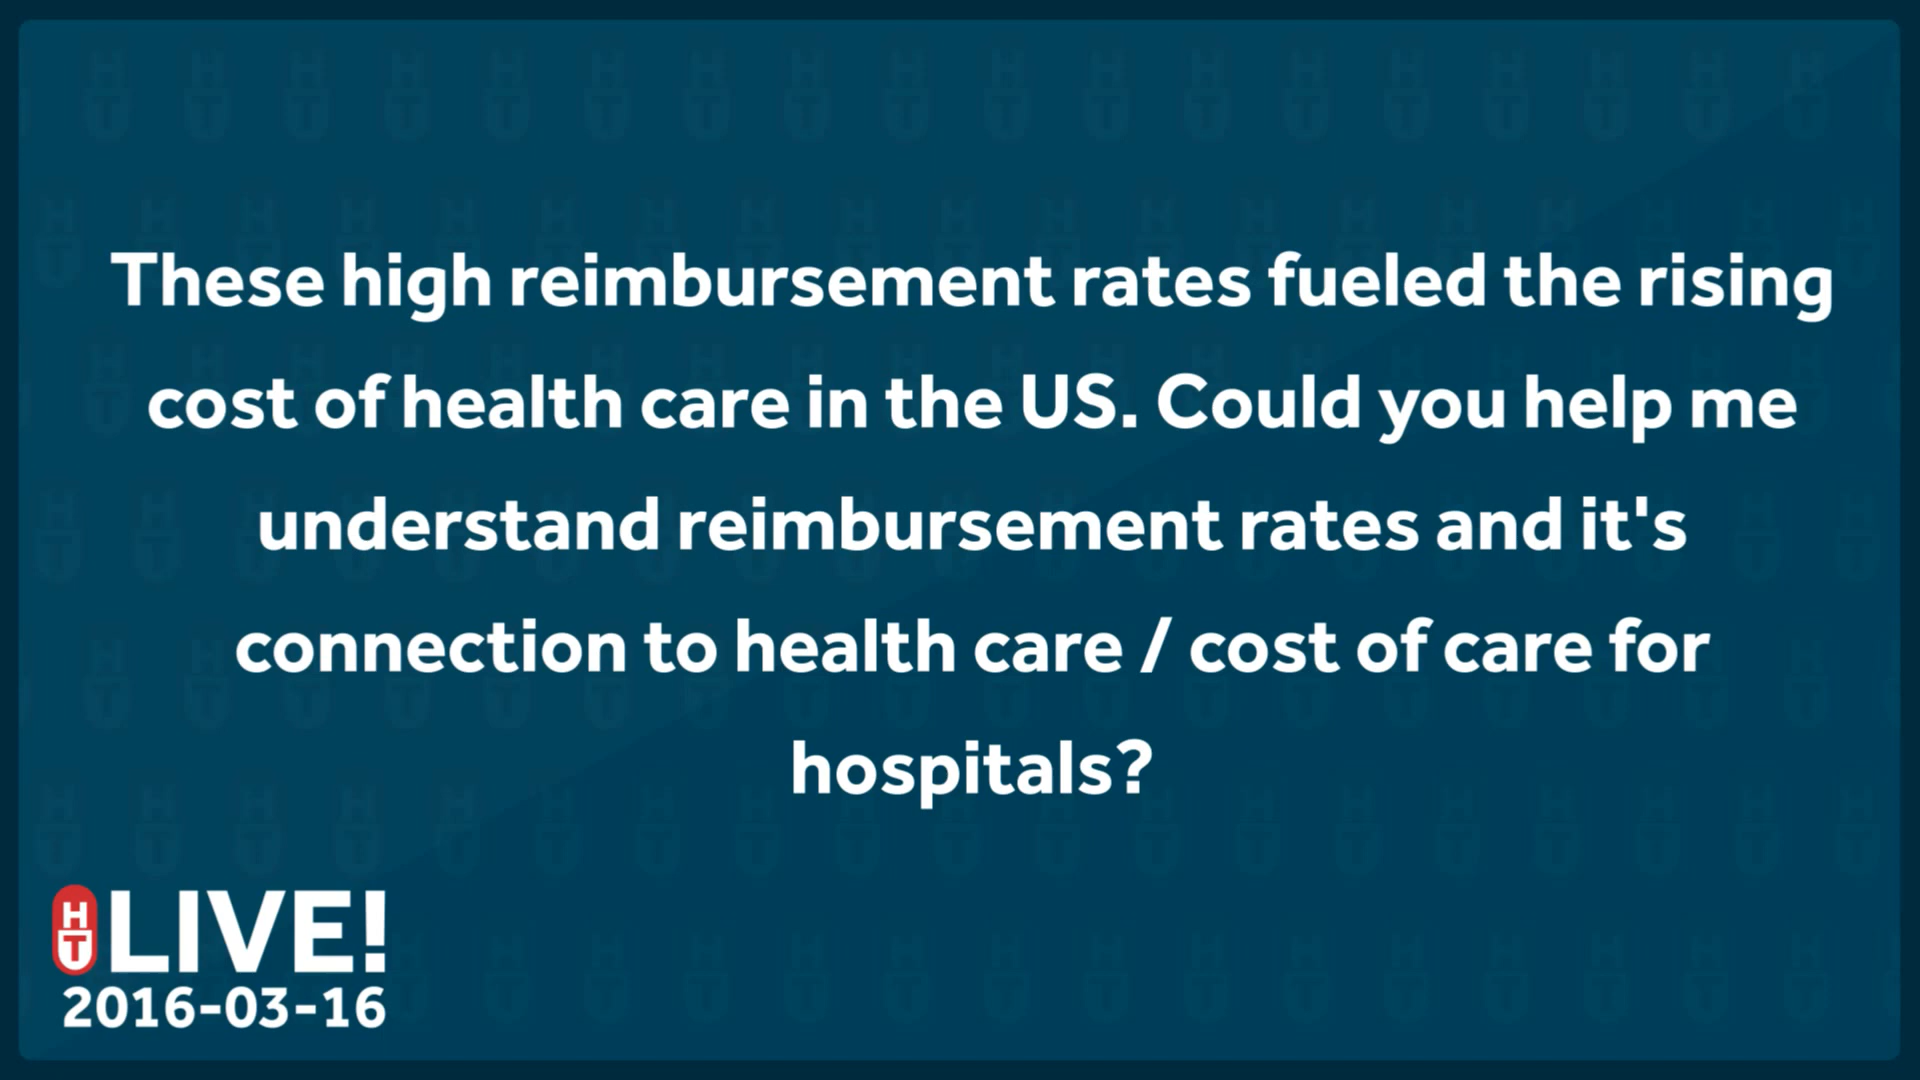 These high reimbursement rates fueled the rising
cost of health care in the US. Could you help me
understand reimbursement rates and it's
connection to health care / cost of care for
hospitals?
HT LIVE!
2016-03-16